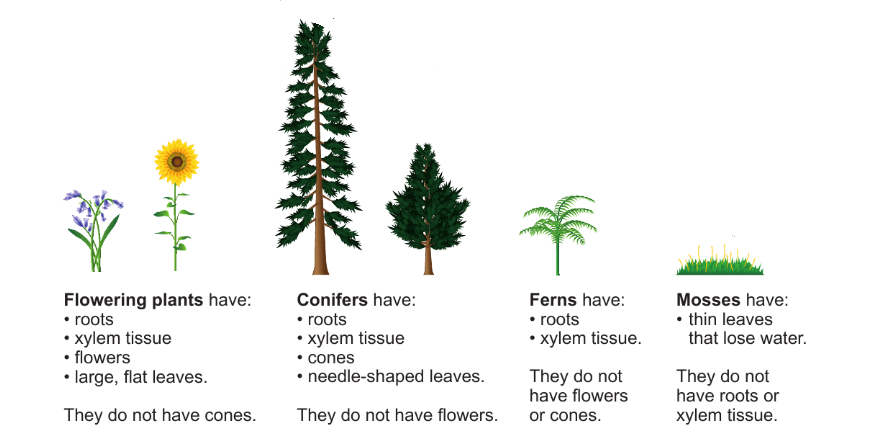 Flowering plants have:
• roots
• xylem tissue
• flowers
• large, flat leaves.
They do not have cones.
Conifers have:
• roots
• xylem tissue
• cones
• needle-shaped leaves.
They do not have flowers.
Ferns have:
• roots
• xylem tissue.
They do not
have flowers
or cones.
Mosses have:
• thin leaves
that lose water.
They do not
have roots or
xylem tissue.